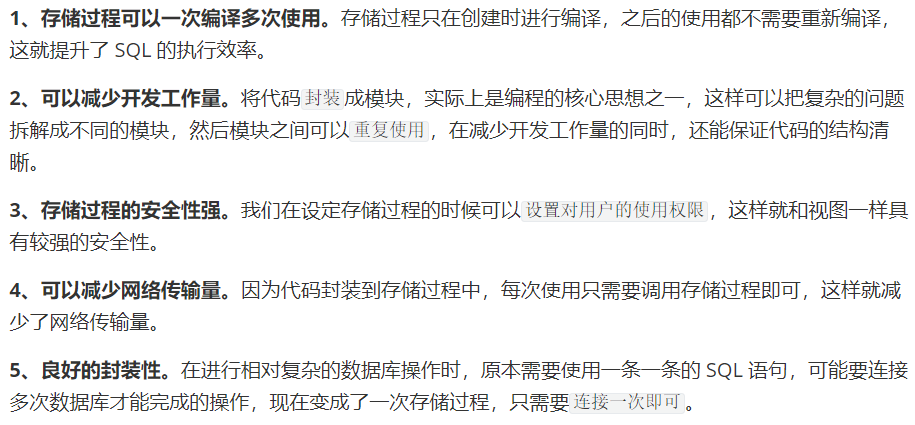 1、存储过程可以一次编译多次使用。存储过程只在创建时进行编译，之后的使用都不需要重新编译，
这就提升了 SQL 的执行效率。
2、可以减少开发工作量。将代码封装成模块，实际上是编程的核心思想之一，这样可以把复杂的问题
拆解成不同的模块，然后模块之间可以重复使用，在减少开发工作量的同时，还能保证代码的结构清
晰。
3、存储过程的安全性强。我们在设定存储过程的时候可以设置对用户的使用权限，这样就和视图一样具
有较强的安全性。
4、可以减少网络传输量。因为代码封装到存储过程中，每次使用只需要调用存储过程即可，这样就减
少了网络传输量。
5、良好的封装性。在进行相对复杂的数据库操作时，原本需要使用一条一条的 SQL 语句，可能要连接
多次数据库才能完成的操作，现在变成了一次存储过程，只需要连接一次即可。